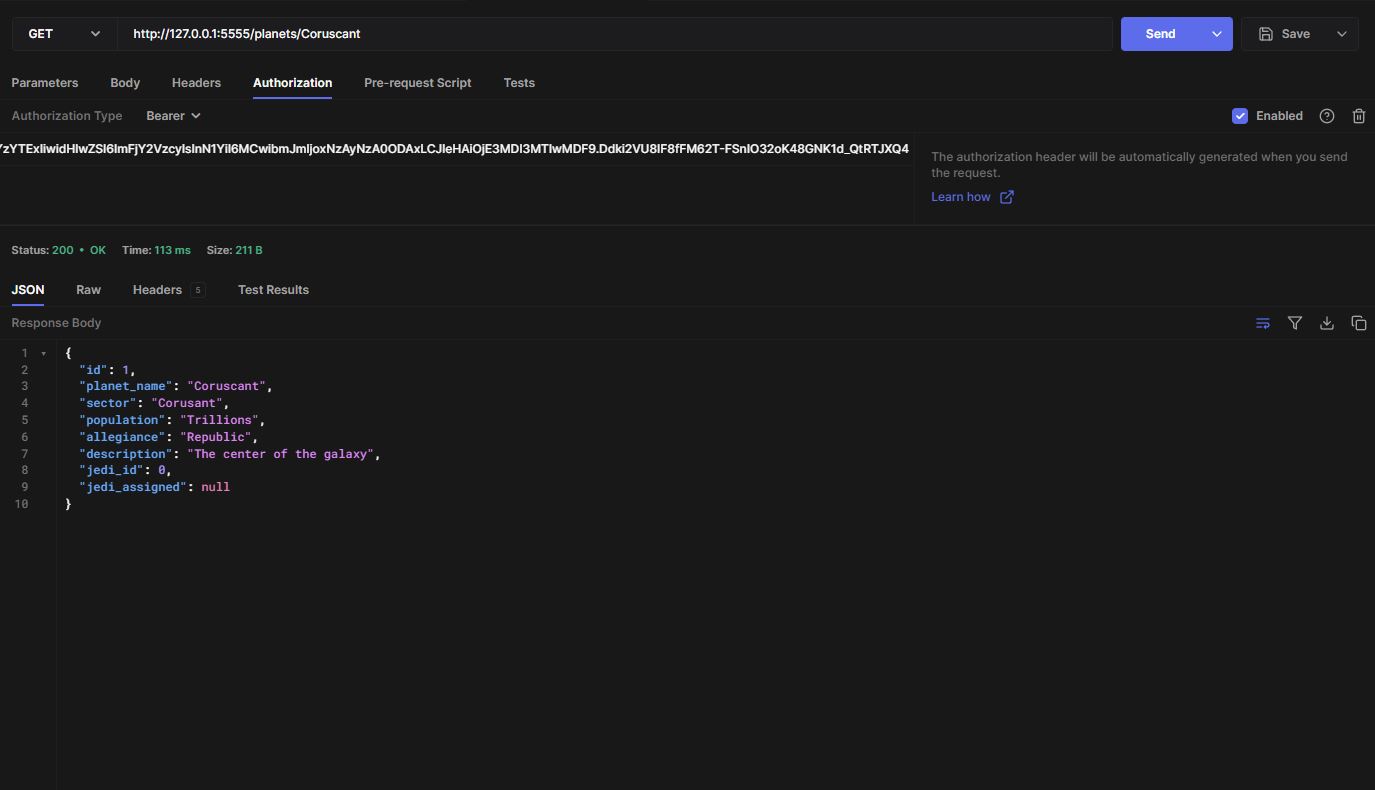 GET http://127.0.0.1:5555/planets/Coruscant Send Save
Parameters Body Headers Authorization Pre-request Script Tests
Authorization Type Bearer Enabled
The authorization header will be automatically generated when you send
the request.
Learn how
Status: 200 • OK Time: 113 ms Size: 211 B
JSON Raw Headers 5 Test Results
Response Body
1 {
2 "id": 1,
3 "planet_name": "Coruscant",
4 "sector": "Corusant",
5 "population": "Trillions",
6 "allegiance": "Republic",
7 "description": "The center of the galaxy",
8 "jedi_id": 0,
9 "jedi_assigned": null
10 }